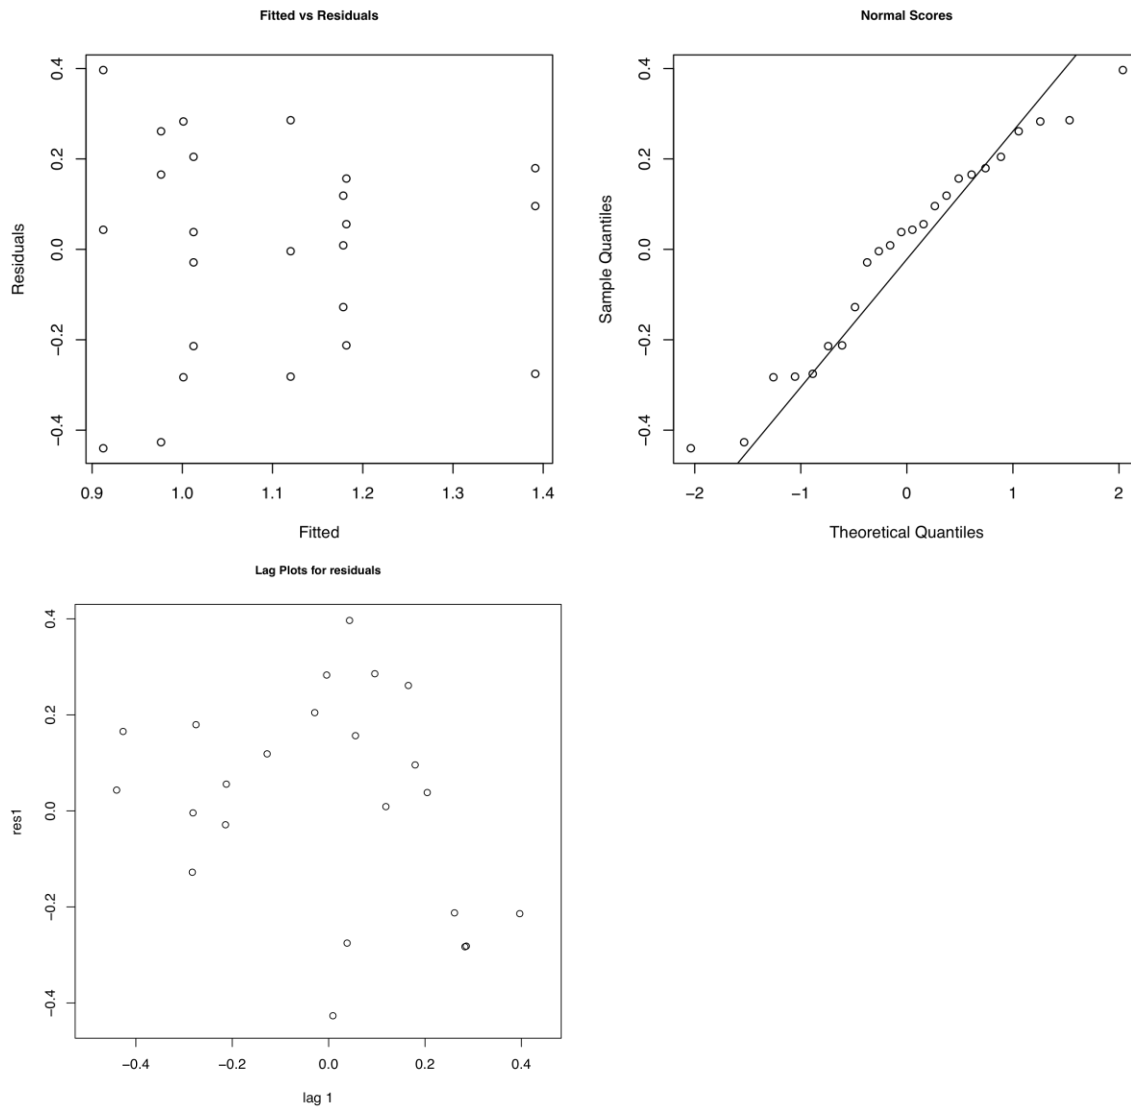 Fitted vs Residuals
Residuals
0.4
0.2
0.0
−0.2
−0.4
0.9 1.0 1.1 1.2 1.3 1.4
Fitted
Normal Scores
Sample Quantiles
0.4
0.2
0.0
−0.2
−0.4
−2 −1 0 1 2
Theoretical Quantiles
Lag Plots for residuals
res1
0.4
0.2
0.0
−0.2
−0.4
−0.4 −0.2 0.0 0.2 0.4
lag 1